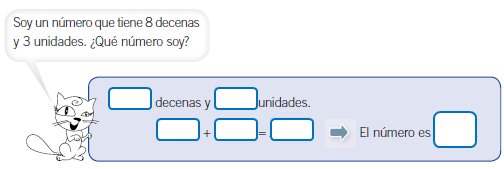 Soy un número que tiene 8 decenas
y 3 unidades. ¿Qué número soy?
decenas y unidades.
+ = El número es